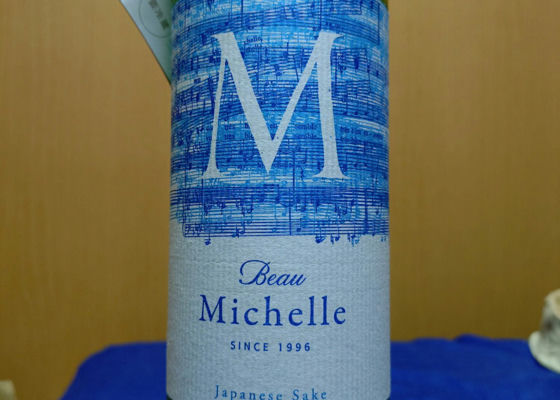 M
Beau
Michelle
SINCE 1996
Japanese Sake